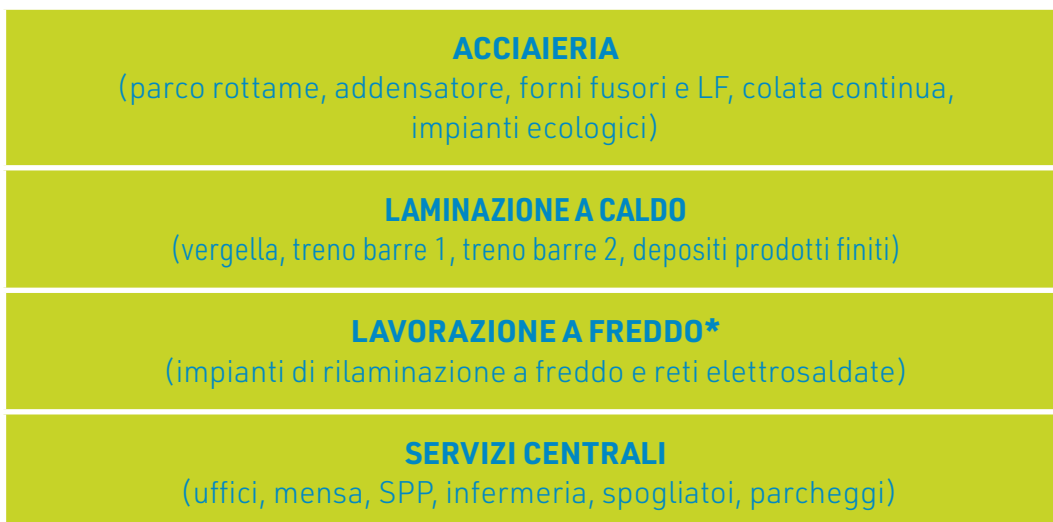 ACCIAIERIA
(parco rottame, addensatore, forni fusori e LF, colata continua,
impianti ecologici)
LAMINAZIONE A CALDO
(vergella, treno barre 1, treno barre 2, depositi prodotti finiti)
LAVORAZIONE A FREDDO*
(impianti di rilaminazione a freddo e reti elettrosaldate)
SERVIZI CENTRALI
(uffici, mensa, SPP, infermeria, spogliatoi, parcheggi)